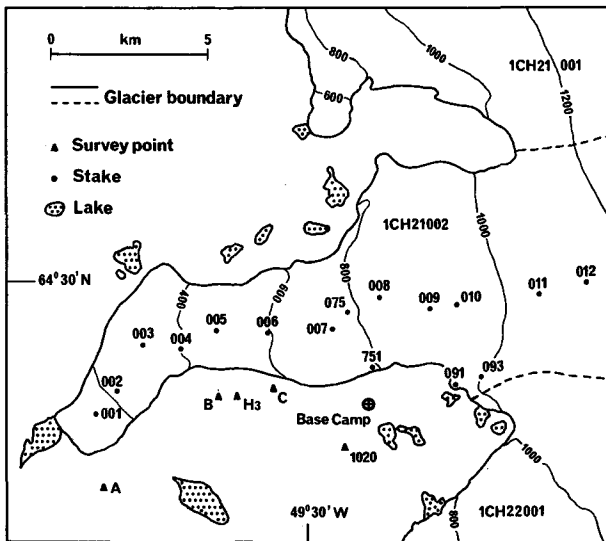 0 5
km
Glacier boundary
Survey point
Stake
Lake
800
600
1000
1CH21 001
1200
1CH21002
1000
64°30'N
400
600
800
003
004
005
006
075
007
008
009
010
011
012
002
001
751
091
093
B
H3
C
Base Camp
1020
A
49°30'W
800
1CH22001
1000